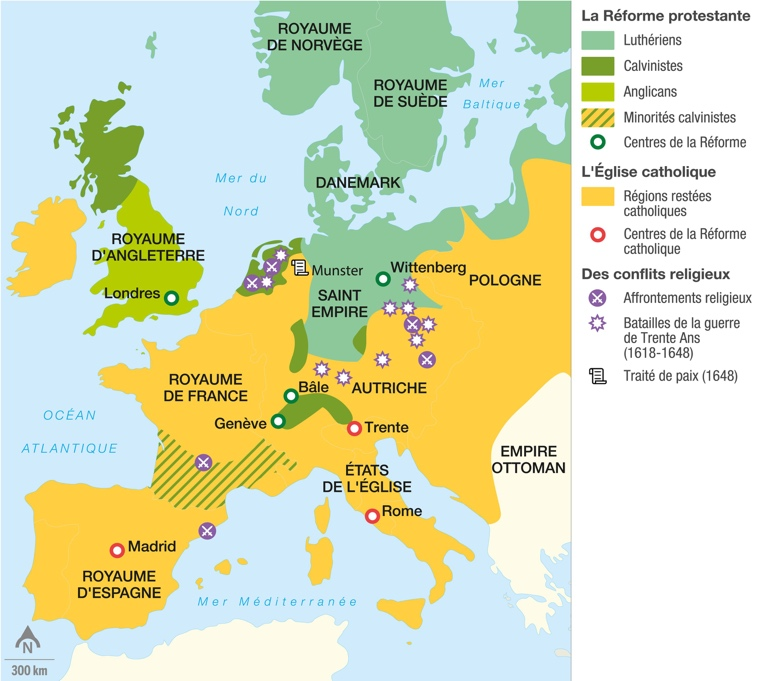 ROYAUME
DE NORVÈGE
ROYAUME
DE SUÈDE
Mer
Baltique
Mer du
Nord
DANEMARK
ROYAUME
D'ANGLETERRE
Londres
Munster
Wittenberg
POLOGNE
SAINT
EMPIRE
ROYAUME
DE FRANCE
Bâle
AUTRICHE
OCÉAN
ATLANTIQUE
Genève
Trente
EMPIRE
OTTOMAN
ÉTATS
DE L'ÉGLISE
Rome
Madrid
ROYAUME
D'ESPAGNE
Mer Méditerranée
N
300 km
La Réforme protestante
Luthériens
Calvinistes
Anglicans
Minorités calvinistes
Centres de la Réforme
L'Église catholique
Régions restées
catholiques
Centres de la Réforme
catholique
Des conflits religieux
Affrontements religieux
Batailles de la guerre
de Trente Ans
(1618-1648)
Traité de paix (1648)